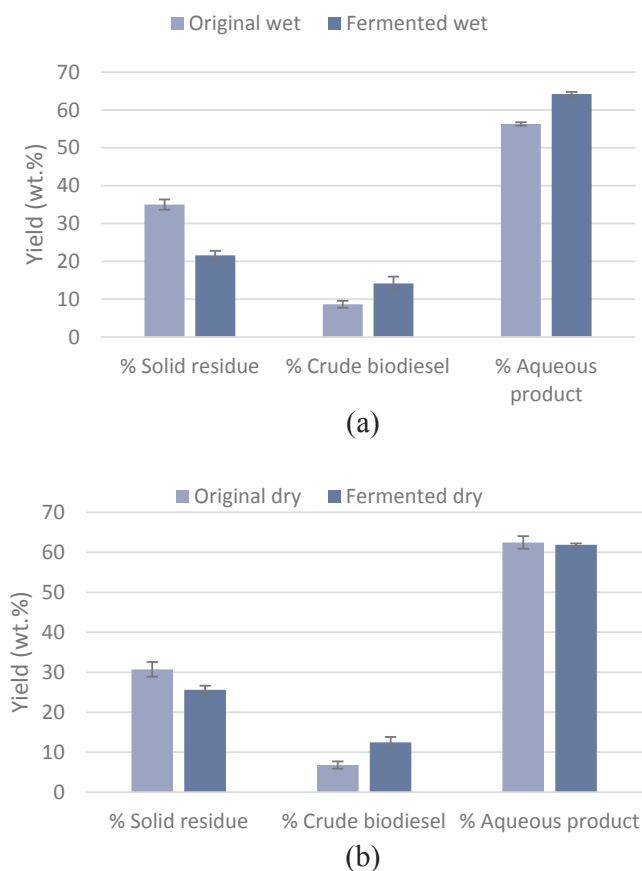 Original wet Fermented wet
Yield (wt.%)
70
60
50
40
30
20
10
0
% Solid residue % Crude biodiesel % Aqueous
product
(a)
Original dry Fermented dry
Yield (wt.%)
70
60
50
40
30
20
10
0
% Solid residue % Crude biodiesel % Aqueous product
(b)